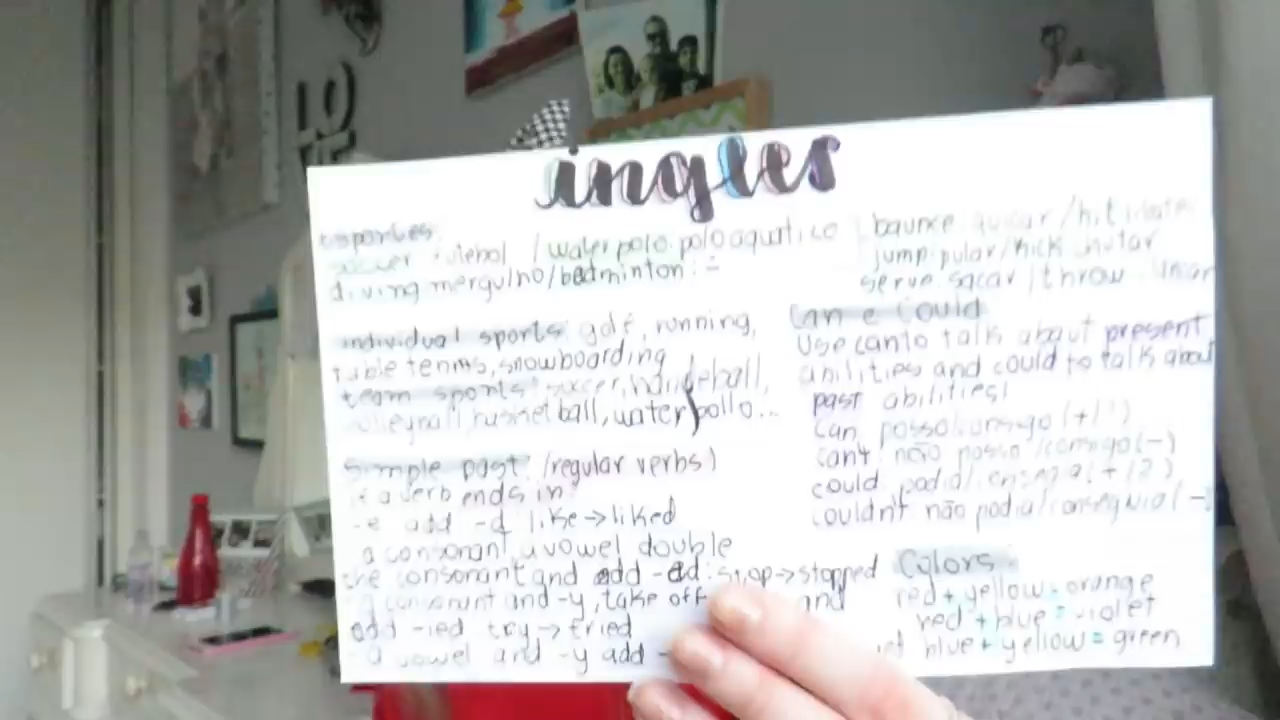 ingles
esportes:
soccer futebol / water polo: polo aquatico
diving mergulho/badminton: =
bounce quicar / hit
jump: pular/kick chutar
serve sacar / throw
individual sports: golf, running,
table tennis, snowboarding
team sports: soccer, ball,
volleyball, basketball, water pollo...
simple past: (regular verbs)
if a verb ends in:
-e add -d like→liked
a consonant, a vowel double
the consonant and add -ed: stop→stopped
a consonant and -y, take off and
add -ied try→tried
-a vowel and -y add
Can e Could
use can to talk about present
abilities and could to talk about
past abilities!
can posso/consigo (+/?)
can't não posso/consigo (-)
could podia/ (+/?)
couldn't não podia/conseguia (-
Colors
red + yellow = orange
red + blue = violet
blue + yellow = green
LO